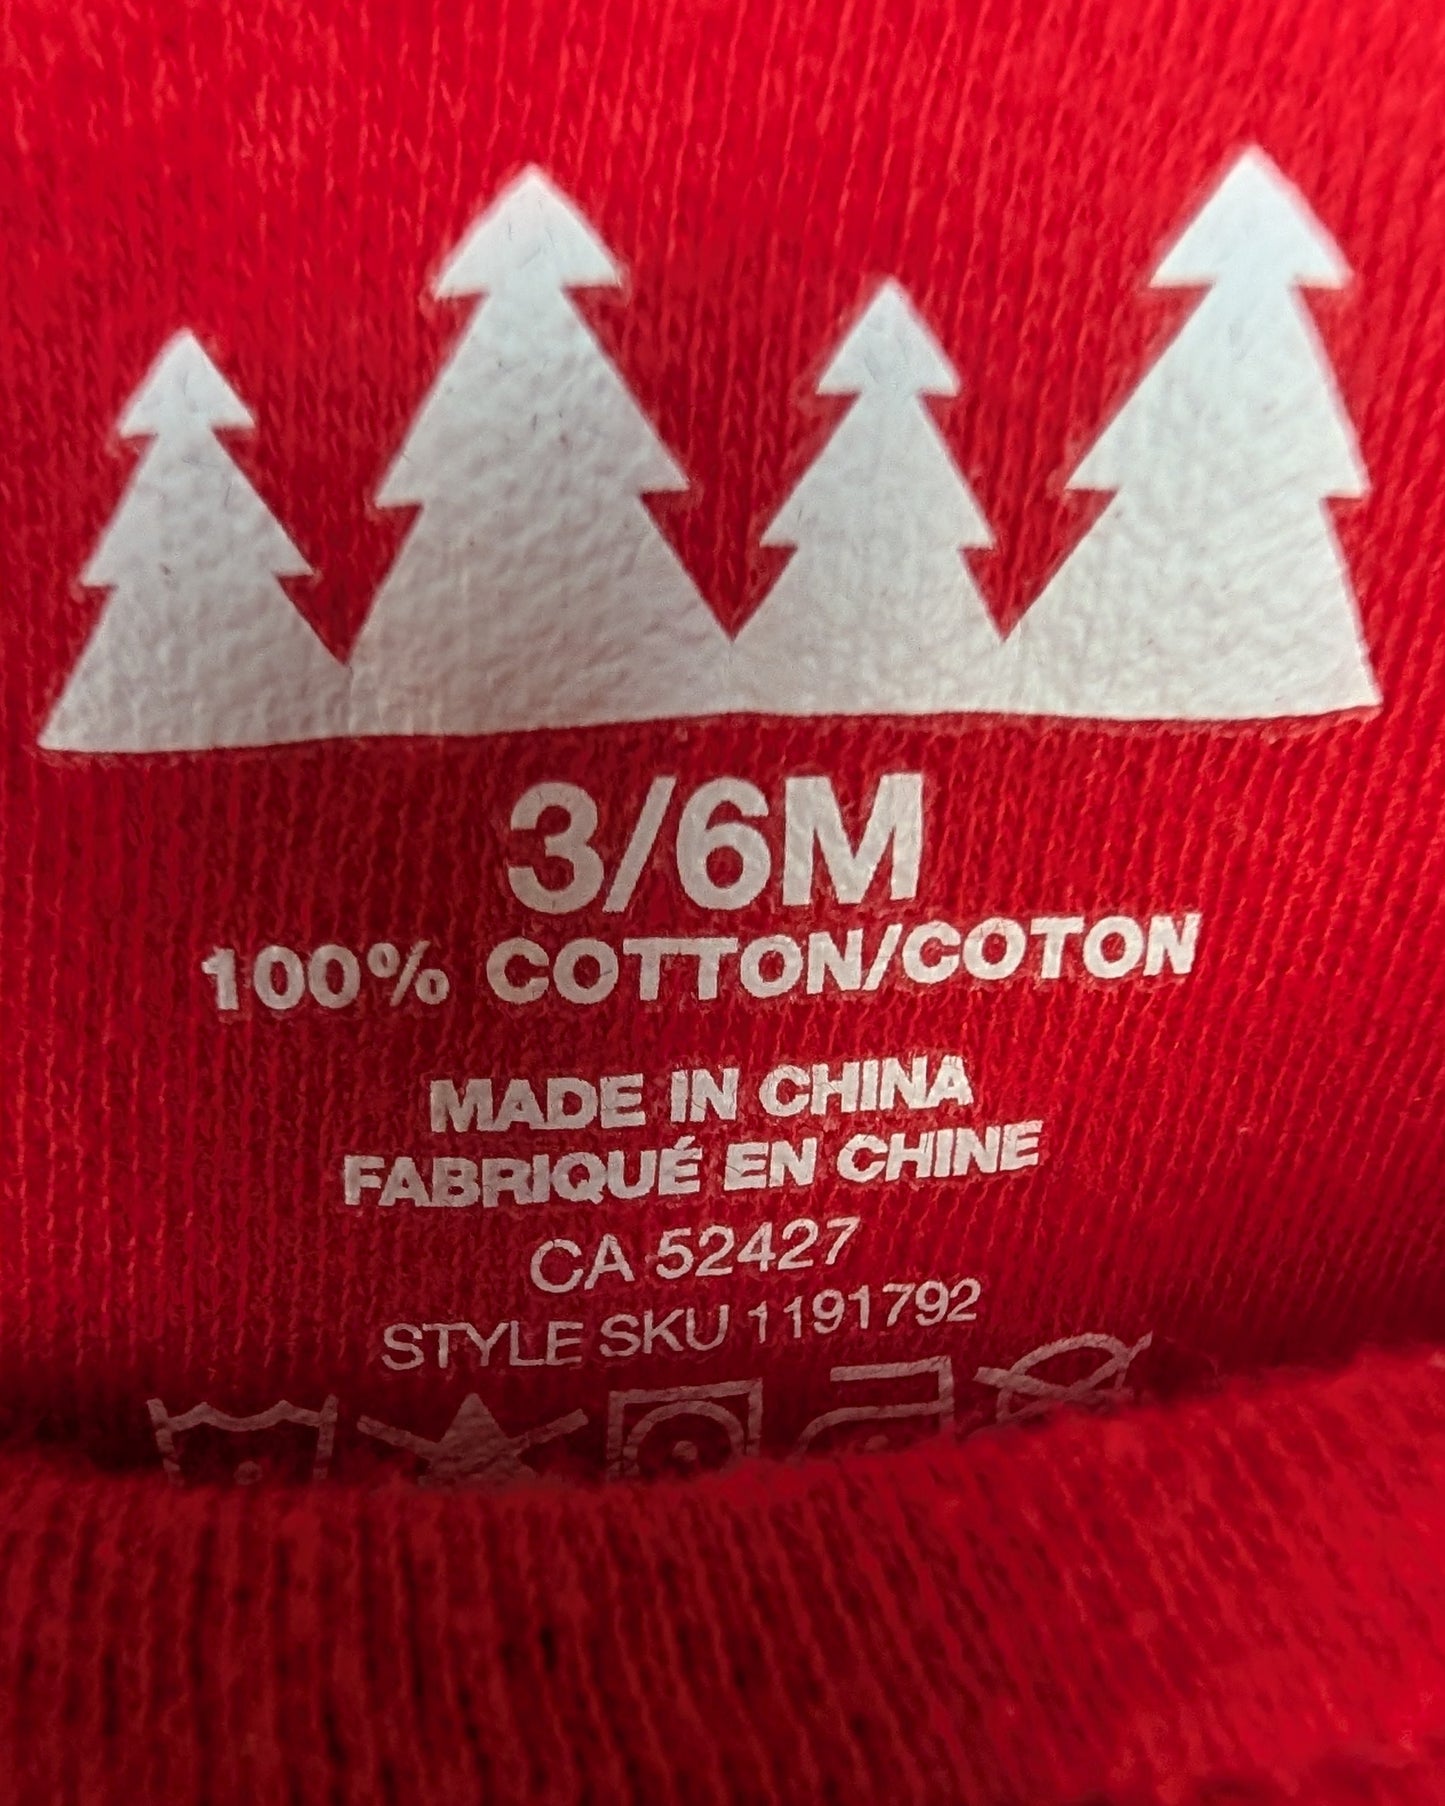 3/6M
100% COTTON/COTON
MADE IN CHINA
FABRIQUÉ EN CHINE
CA 52427
STYLE SKU 1191792